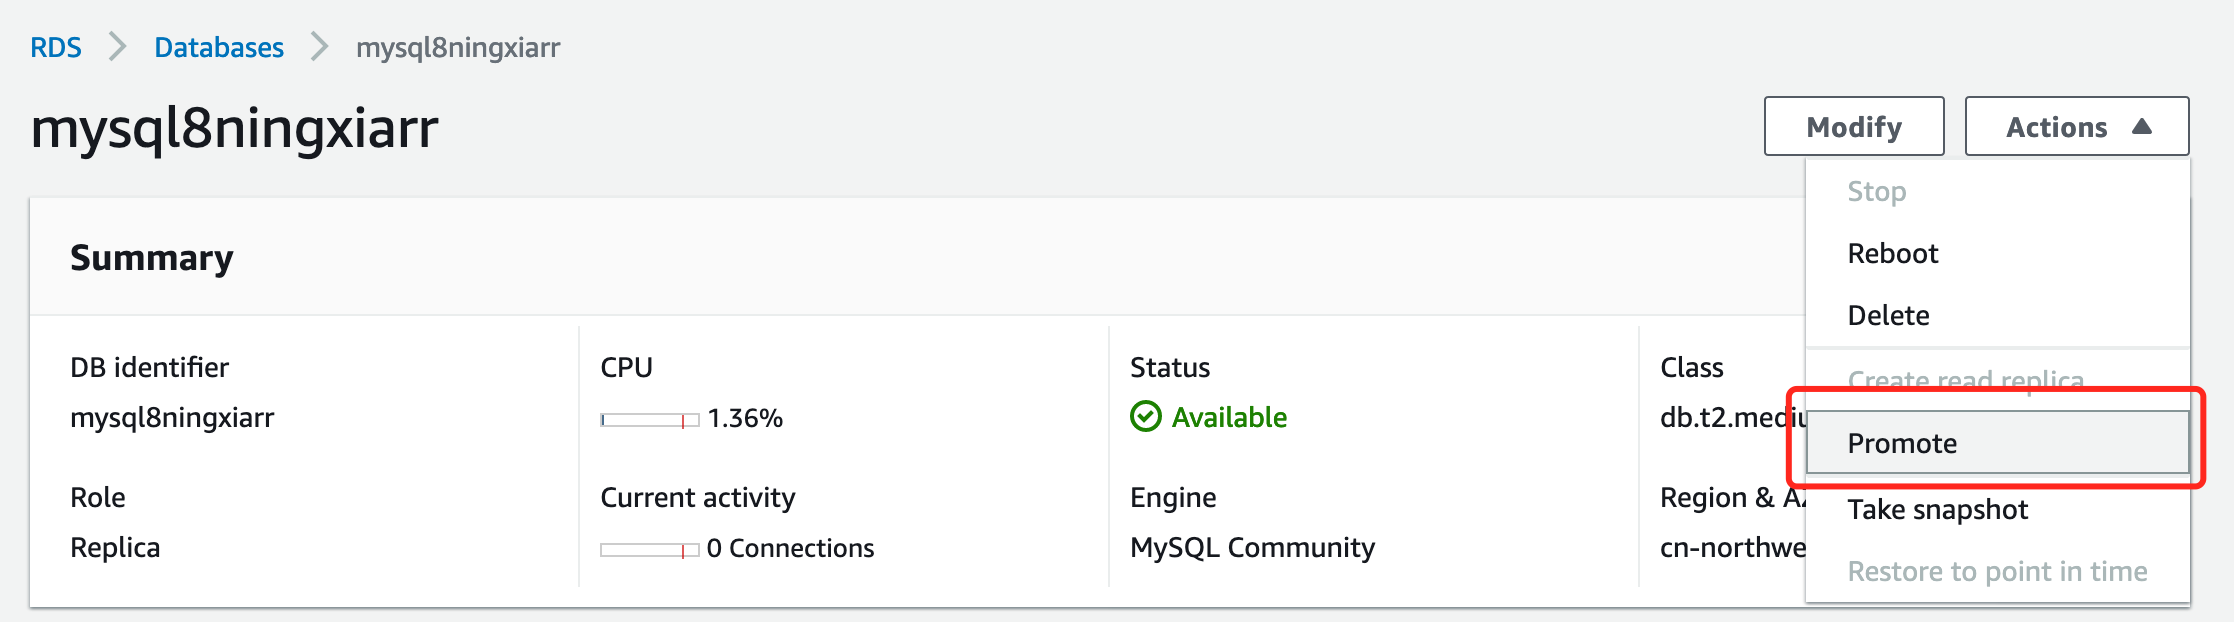 RDS > Databases > mysql8ningxiarr
mysql8ningxiarr
Modify
Actions
Stop
Reboot
Delete
Create read replica
Promote
Take snapshot
Restore to point in time
Summary
DB identifier
mysql8ningxiarr
CPU
1.36%
Status
Available
Class
db.t2.mediu
Role
Replica
Current activity
0 Connections
Engine
MySQL Community
Region & AZ
cn-northwe